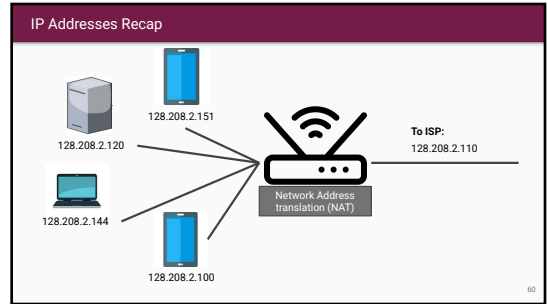 IP Addresses Recap
128.208.2.151
128.208.2.120
To ISP:
128.208.2.110
Network Address
translation (NAT)
128.208.2.144
128.208.2.100
60